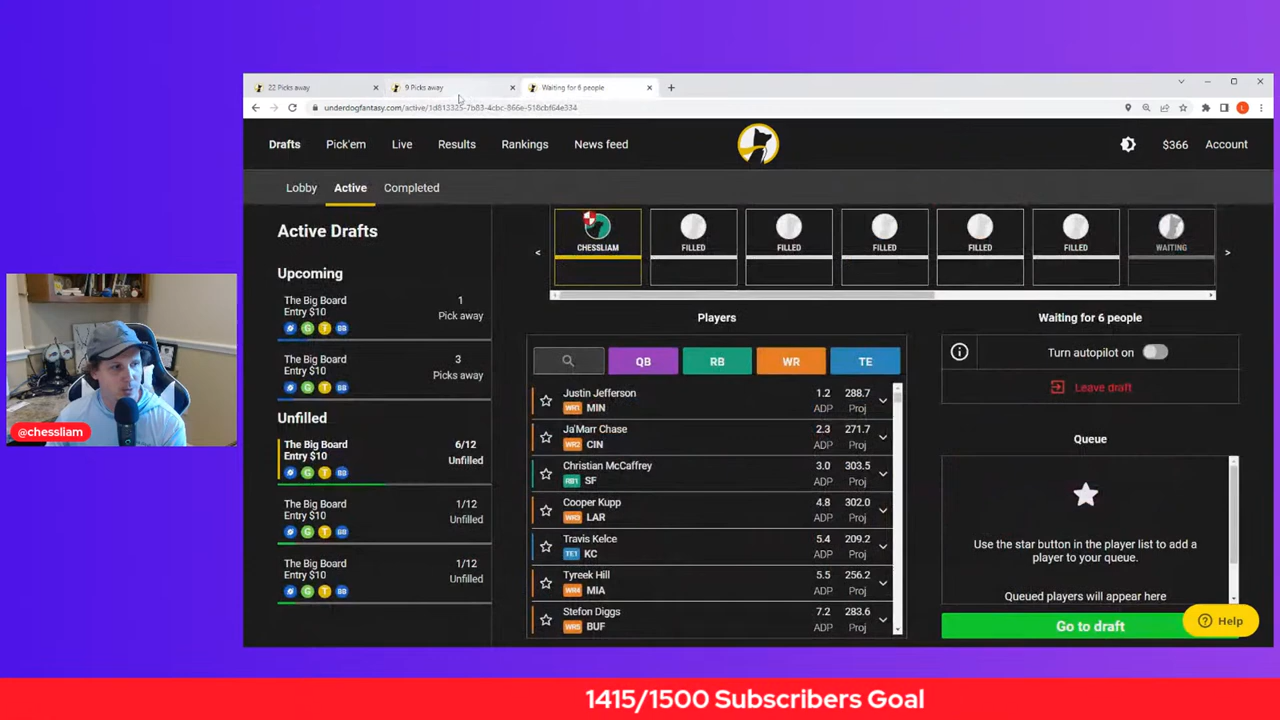 22 Picks away
9 Picks away
Waiting for 6 people
underdogfantasy.com/active/1d813335-7b83-4cbc-866e-518cbf64e334
Drafts Pick'em Live Results Rankings News feed $366 Account
Lobby Active Completed
Active Drafts
Upcoming
The Big Board 1
Entry $10 Pick away
The Big Board 3
Entry $10 Picks away
Unfilled
The Big Board 6/12
Entry $10 Unfilled
The Big Board 1/12
Entry $10 Unfilled
The Big Board 1/12
Entry $10 Unfilled
CHESSLIAM FILLED FILLED FILLED FILLED FILLED WAITING
Players
QB RB WR TE
Justin Jefferson 1.2 288.7
WR1 MIN ADP Proj
Ja'Marr Chase 2.3 271.7
WR2 CIN ADP Proj
Christian McCaffrey 3.0 303.5
RB1 SF ADP Proj
Cooper Kupp 4.8 302.0
WR3 LAR ADP Proj
Travis Kelce 5.4 209.2
TE1 KC ADP Proj
Tyreek Hill 5.5 256.2
WR4 MIA ADP Proj
Stefon Diggs 7.2 283.6
WR5 BUF ADP Proj
Waiting for 6 people
Turn autopilot on
Leave draft
Queue
Use the star button in the player list to add a
player to your queue.
Queued players will appear here
Go to draft
Help
@chessliam
1415/1500 Subscribers Goal